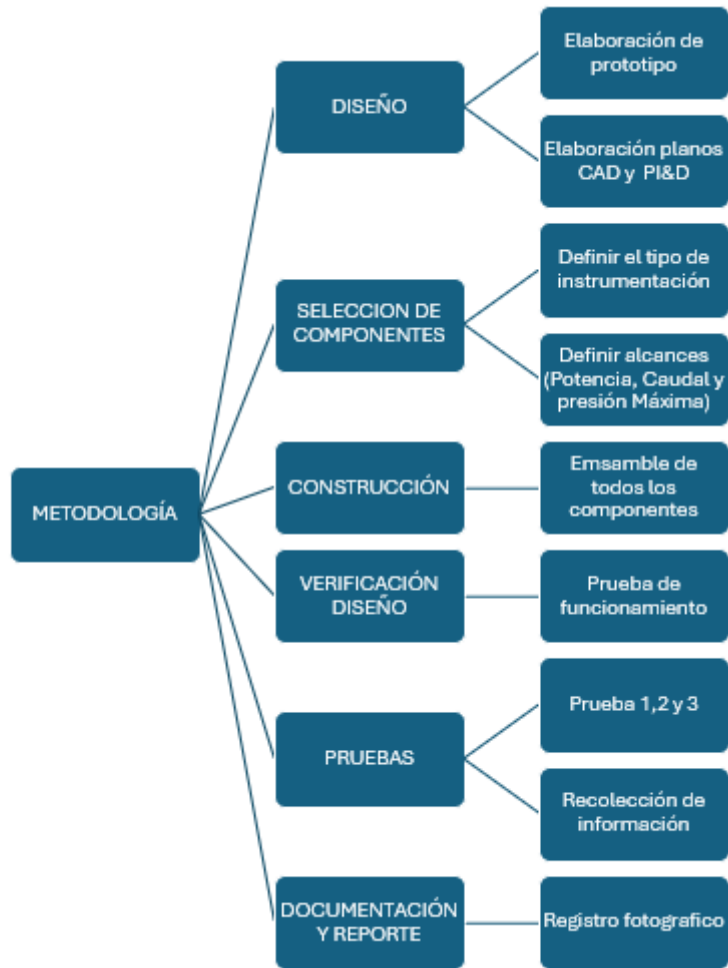 METODOLOGÍA
DISEÑO
Elaboración de
prototipo
Elaboración planos
CAD y PI&D
SELECCION DE
COMPONENTES
Definir el tipo de
instrumentación
Definir alcances
(Potencia, Caudal y
presión Máxima)
CONSTRUCCIÓN
Emsamble de
todos los
componentes
VERIFICACIÓN
DISEÑO
Prueba de
funcionamiento
PRUEBAS
Prueba 1,2 y 3
Recolección de
información
DOCUMENTACIÓN
Y REPORTE
Registro fotografico